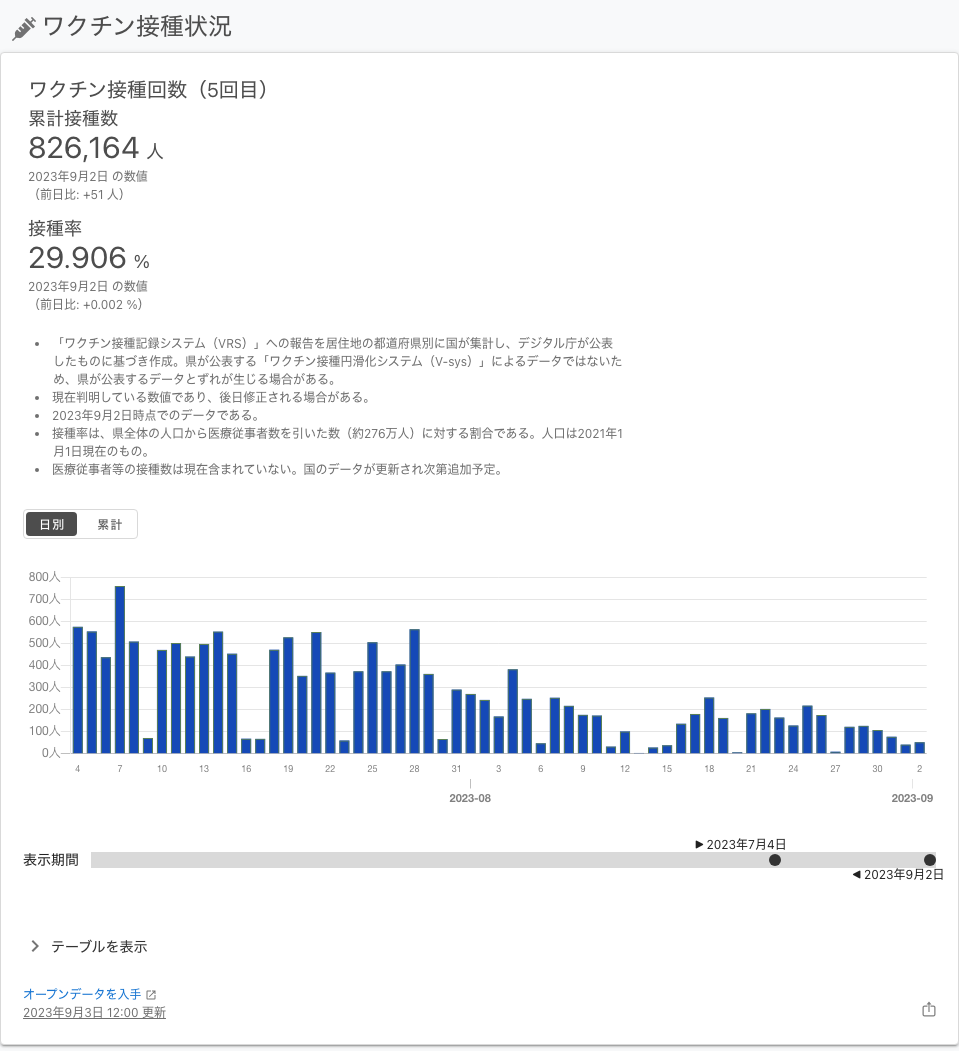 ワクチン接種状況
ワクチン接種回数（5回目）
累計接種数
826,164 人
2023年9月2日 の数値
（前日比: +51 人）
接種率
29.906 %
2023年9月2日 の数値
（前日比: +0.002 %）
• 「ワクチン接種記録システム（VRS）」への報告を居住地の都道府県別に国が集計し、デジタル庁が公表
したものに基づき作成。県が公表する「ワクチン接種円滑化システム（V-sys）」によるデータではないた
め、県が公表するデータとずれが生じる場合がある。
• 現在判明している数値であり、後日修正される場合がある。
• 2023年9月2日時点でのデータである。
• 接種率は、県全体の人口から医療従事者数を引いた数（約276万人）に対する割合である。人口は2021年1
月1日現在のもの。
• 医療従事者等の接種数は現在含まれていない。国のデータが更新され次第追加予定。
日別 累計
800人
700人
600人
500人
400人
300人
200人
100人
0人
4 7 10 13 16 19 22 25 28 31 3 6 9 12 15 18 21 24 27 30 2
2023-08 2023-09
▶ 2023年7月4日
表示期間
◀ 2023年9月2日
テーブルを表示
オープンデータを入手
2023年9月3日 12:00 更新